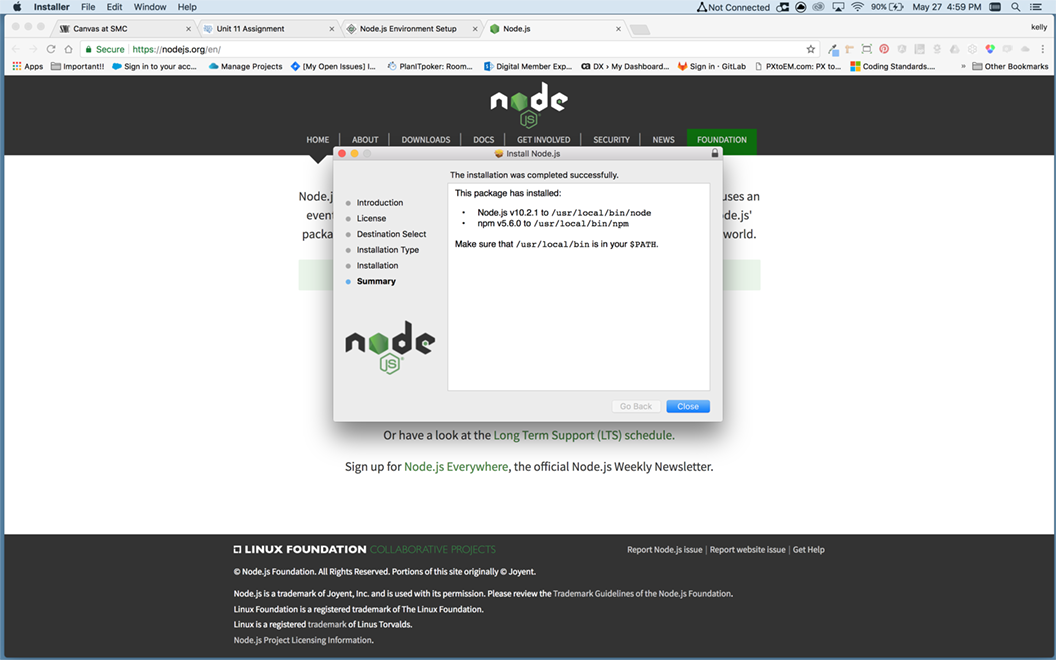 Installer File Edit Window Help Not Connected 90% May 27 4:59 PM
Canvas at SMC Unit 11 Assignment Node.js Environment Setup Node.js kelly
Secure https://nodejs.org/en/
Apps Important!! Sign in to your acc... Manage Projects [My Open Issues] I... PlanITpoker: Room... Digital Member Exp... DX › My Dashboard... Sign in · GitLab PXtoEM.com: PX to... Coding Standards.... » Other Bookmarks
node
JS
HOME ABOUT DOWNLOADS DOCS GET INVOLVED SECURITY NEWS FOUNDATION
Install Node.js
The installation was completed successfully.
Introduction
License
Destination Select
Installation Type
Installation
Summary
node
JS
This package has installed:
• Node.js v10.2.1 to /usr/local/bin/node
• npm v5.6.0 to /usr/local/bin/npm
Make sure that /usr/local/bin is in your $PATH.
Go Back Close
Node.j uses an
even de.js'
packa world.
Or have a look at the Long Term Support (LTS) schedule.
Sign up for Node.js Everywhere, the official Node.js Weekly Newsletter.
LINUX FOUNDATION COLLABORATIVE PROJECTS
Report Node.js issue | Report website issue | Get Help
© Node.js Foundation. All Rights Reserved. Portions of this site originally © Joyent.
Node.js is a trademark of Joyent, Inc. and is used with its permission. Please review the Trademark Guidelines of the Node.js Foundation.
Linux Foundation is a registered trademark of The Linux Foundation.
Linux is a registered trademark of Linus Torvalds.
Node.js Project Licensing Information.